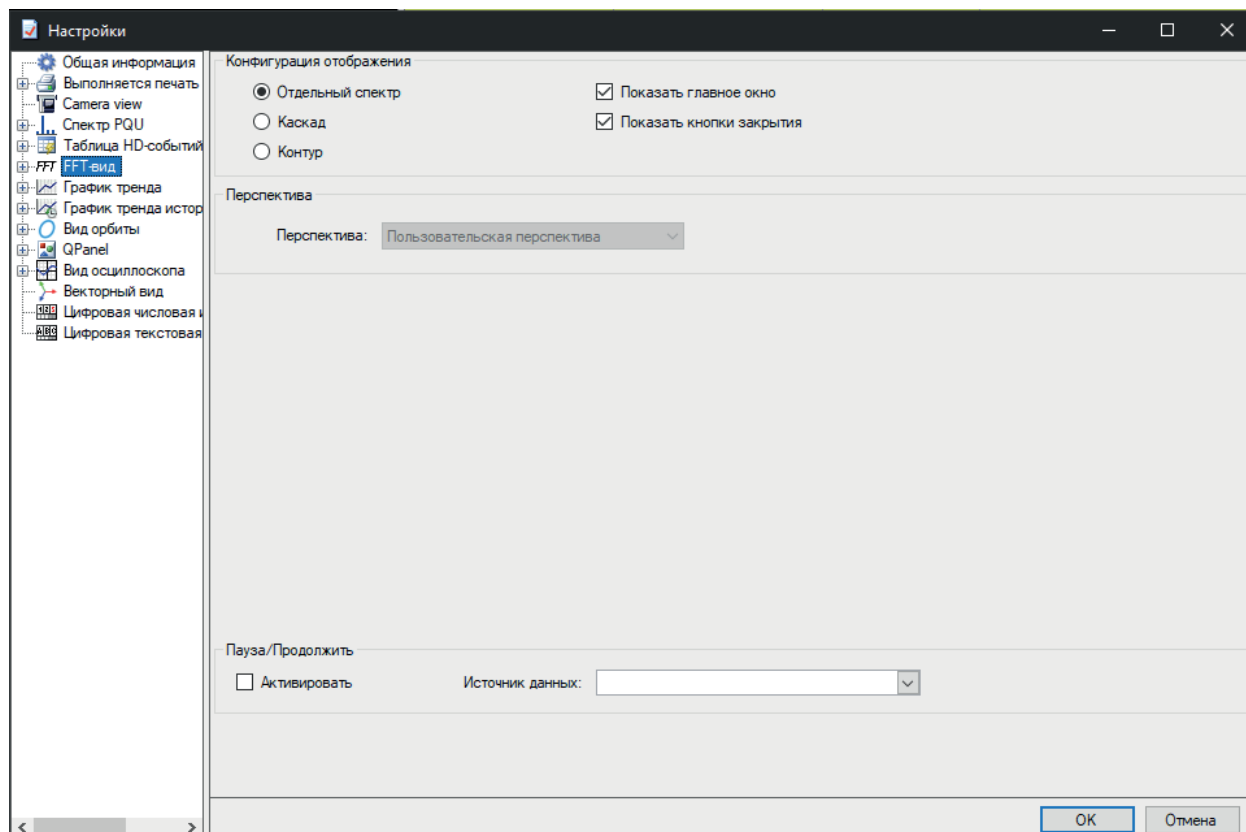 Настройки
Общая информация
Выполняется печать
Camera view
Спектр PQU
Таблица HD-событий
FFT FFT-вид
График тренда
График тренда истор
Вид орбиты
QPanel
Вид осциллоскопа
Векторный вид
Цифровая числовая и
Цифровая текстовая
Конфигурация отображения
Отдельный спектр
Каскад
Контур
Показать главное окно
Показать кнопки закрытия
Перспектива
Перспектива: Пользовательская перспектива
Пауза/Продолжить
Активировать
Источник данных:
OK
Отмена